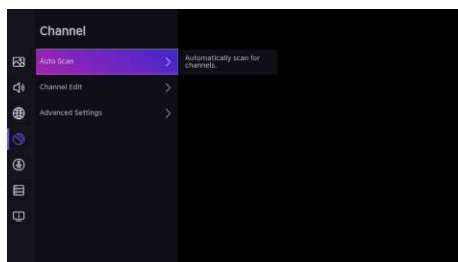 Channel
Auto Scan
Automatically scan for
channels.
Channel Edit
Advanced Settings